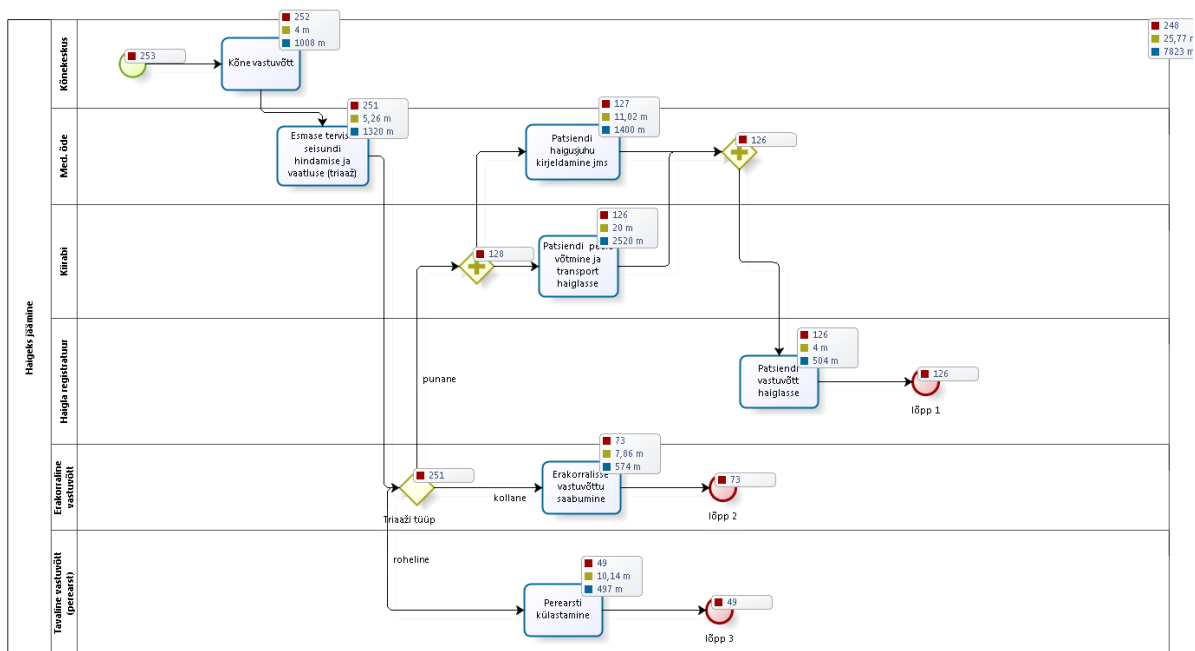 Haigeks jäämine
Kõnekeskus
253
Kõne vastuvõtt
252
4 m
1008 m
248
25,77 m
7823 m
Med. õde
Esmase tervis
seisundi
hindamise ja
vaatluse (triaaž)
251
5,26 m
1320 m
Patsiendi
haigusjuhu
kirjeldamine jms
127
11,02 m
1400 m
126
Kiirabi
128
Patsiendi
võtmine ja
transport
haiglasse
126
20 m
2520 m
Haigla registratuur
punane
Patsiendi
vastuvõtt
haiglasse
126
4 m
504 m
126
lõpp 1
Erakorraline
vastuvõtt
251
Triaaži tüüp
kollane
Erakorralisse
vastuvõttu
saabumine
73
7,86 m
574 m
73
lõpp 2
Tavaline vastuvõtt
(perearst)
roheline
Perearsti
külastamine
49
10,14 m
497 m
49
lõpp 3